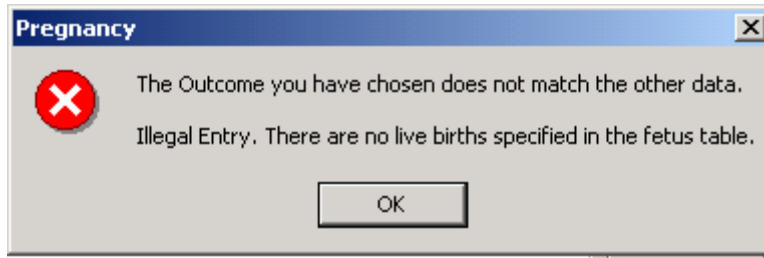 Pregnancy
The Outcome you have chosen does not match the other data.
Illegal Entry. There are no live births specified in the fetus table.
OK